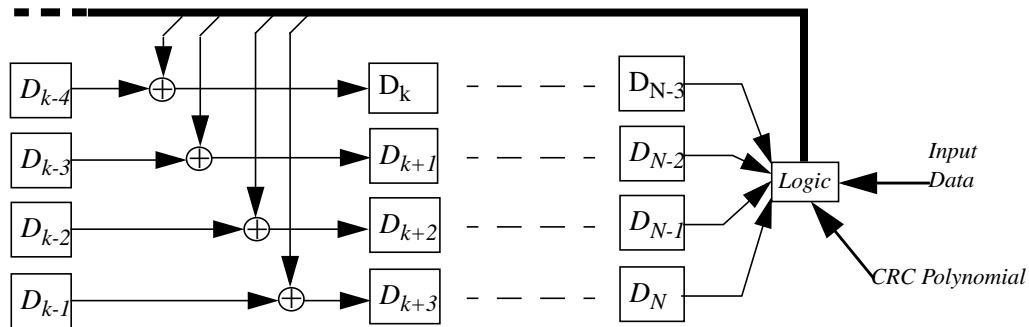 D_{k-4}
D_k
D_{N-3}
D_{k-3}
D_{k+1}
D_{N-2}
Logic
Input
Data
D_{k-2}
D_{k+2}
D_{N-1}
D_{k-1}
D_{k+3}
D_N
CRC Polynomial